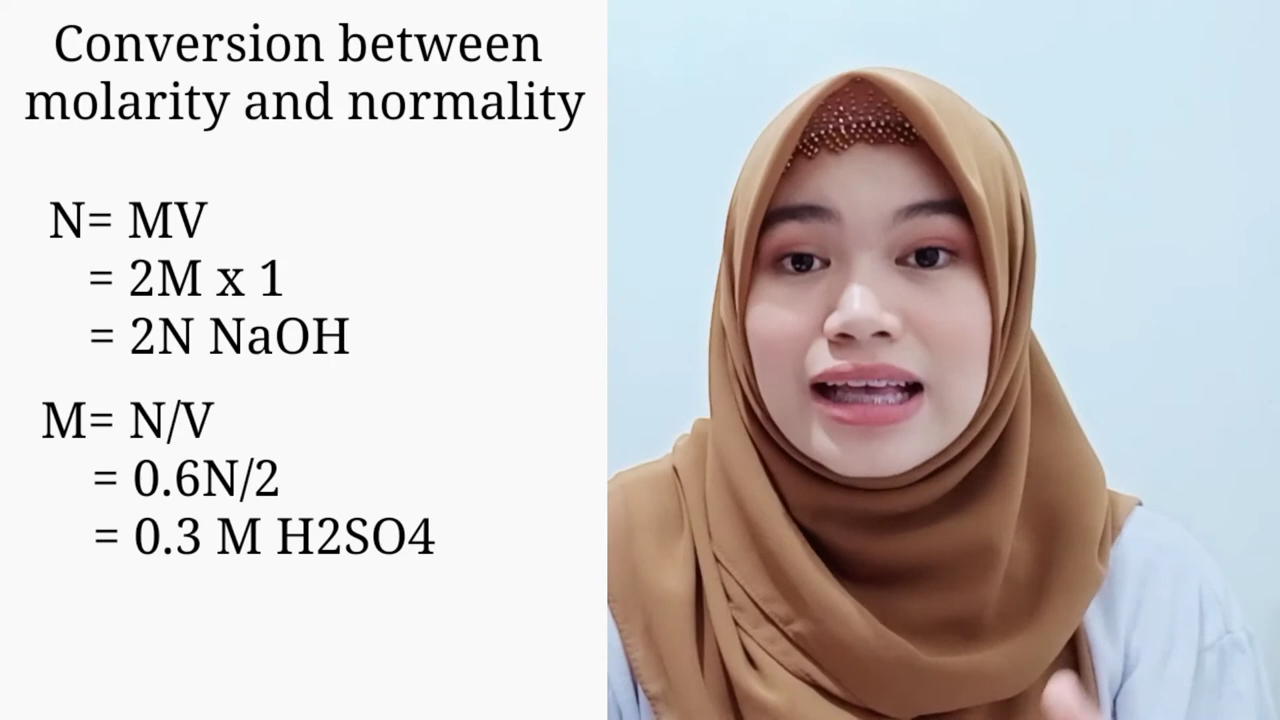 Conversion between
molarity and normality
N= MV
= 2M x 1
= 2N NaOH
M= N/V
= 0.6N/2
= 0.3 M H2SO4